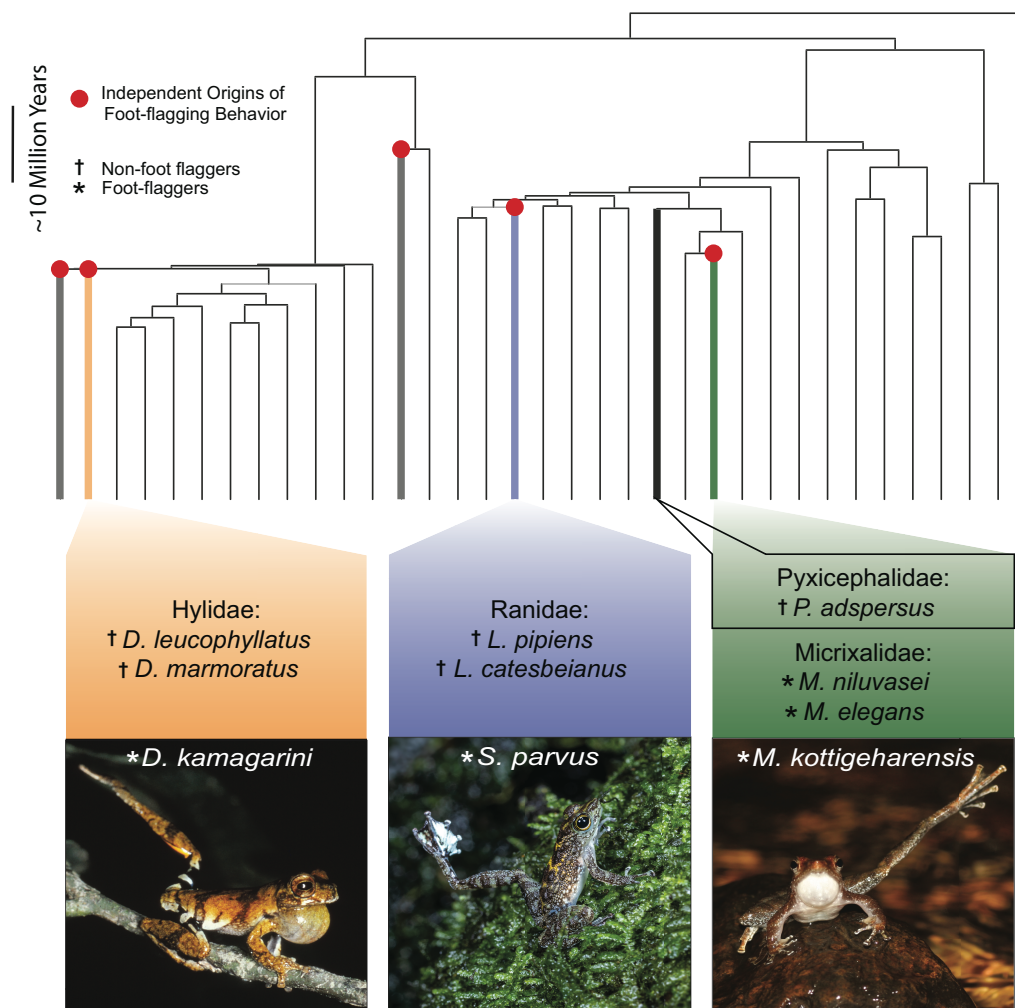 ~10 Million Years
Independent Origins of
Foot-flagging Behavior
† Non-foot flaggers
* Foot-flaggers
Hylidae:
† D. leucophyllatus
† D. marmoratus
Ranidae:
† L. pipiens
† L. catesbeianus
Pyxicephalidae:
† P. adspersus
Micrixalidae:
* M. niluvasei
* M. elegans
* D. kamagarini
* S. parvus
* M. kottigeharensis